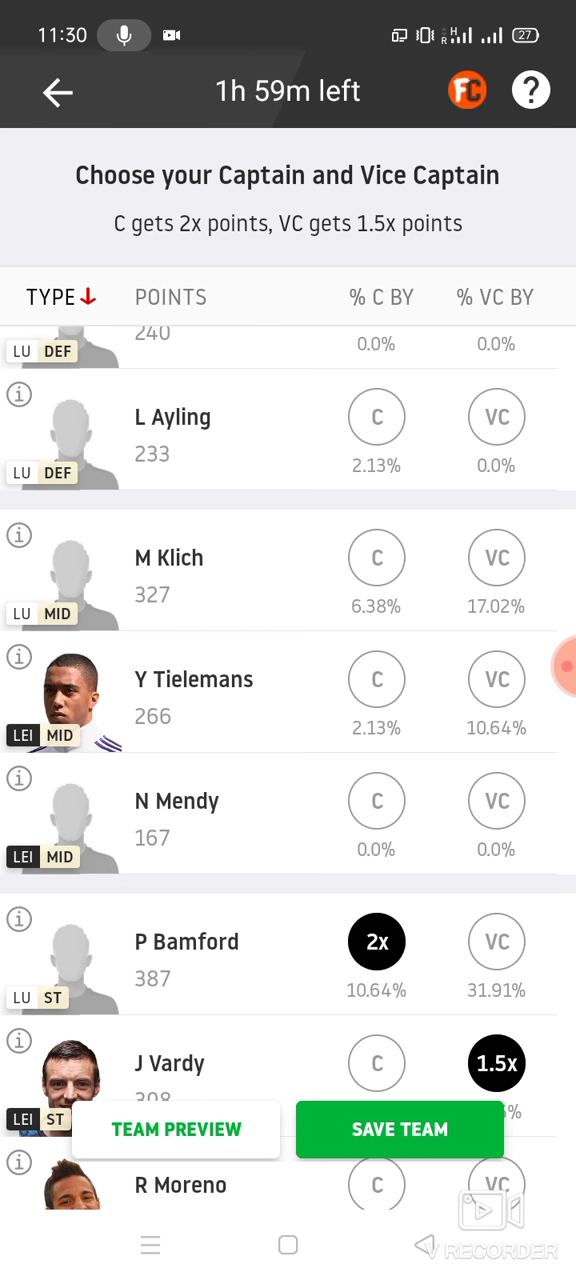 11:30
H
R
27
1h 59m left
FC
?
Choose your Captain and Vice Captain
C gets 2x points, VC gets 1.5x points
TYPE POINTS % C BY % VC BY
240
0.0% 0.0%
LU DEF
L Ayling C VC
233
2.13% 0.0%
LU DEF
M Klich C VC
327
6.38% 17.02%
LU MID
Y Tielemans C VC
266
2.13% 10.64%
LEI MID
N Mendy C VC
167
0.0% 0.0%
LEI MID
P Bamford 2x VC
387
10.64% 31.91%
LU ST
J Vardy C 1.5x
308
LEI ST
TEAM PREVIEW SAVE TEAM
R Moreno C VC
V RECORDER